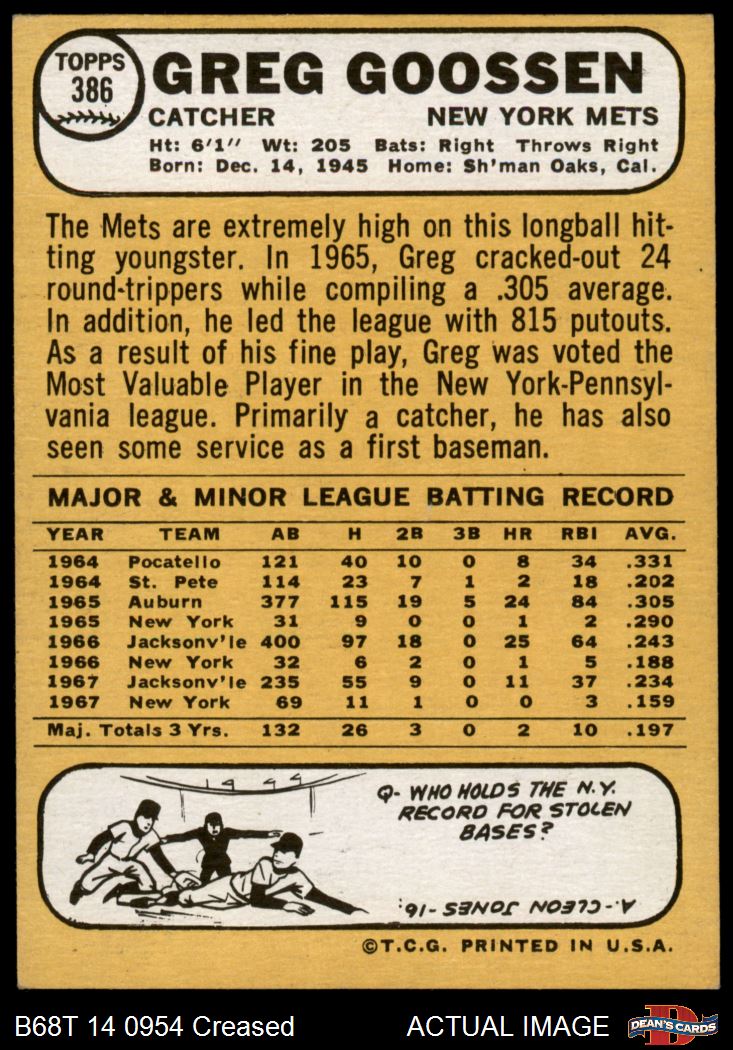 TOPPS
386
GREG GOOSSEN
CATCHER NEW YORK METS
Ht: 6'1" Wt: 205 Bats: Right Throws Right
Born: Dec. 14, 1945 Home: Sh'man Oaks, Cal.
The Mets are extremely high on this longball hit-
ting youngster. In 1965, Greg cracked-out 24
round-trippers while compiling a .305 average.
In addition, he led the league with 815 putouts.
As a result of his fine play, Greg was voted the
Most Valuable Player in the New York-Pennsyl-
vania league. Primarily a catcher, he has also
seen some service as a first baseman.
MAJOR & MINOR LEAGUE BATTING RECORD
YEAR TEAM AB H 2B 3B HR RBI AVG.
1964 Pocatello 121 40 10 0 8 34 .331
1964 St. Pete 114 23 7 1 2 18 .202
1965 Auburn 377 115 19 5 24 84 .305
1965 New York 31 9 0 0 1 2 .290
1966 Jacksonv'le 400 97 18 0 25 64 .243
1966 New York 32 6 2 0 1 5 .188
1967 Jacksonv'le 235 55 9 0 11 37 .234
1967 New York 69 11 1 0 0 3 .159
Maj. Totals 3 Yrs. 132 26 3 0 2 10 .197
Q- WHO HOLDS THE N.Y.
RECORD FOR STOLEN
BASES?
A.-CLEON JONES-16.
©T.C.G. PRINTED IN U.S.A.
B68T 14 0954 Creased ACTUAL IMAGE
D
DEAN'S CARDS